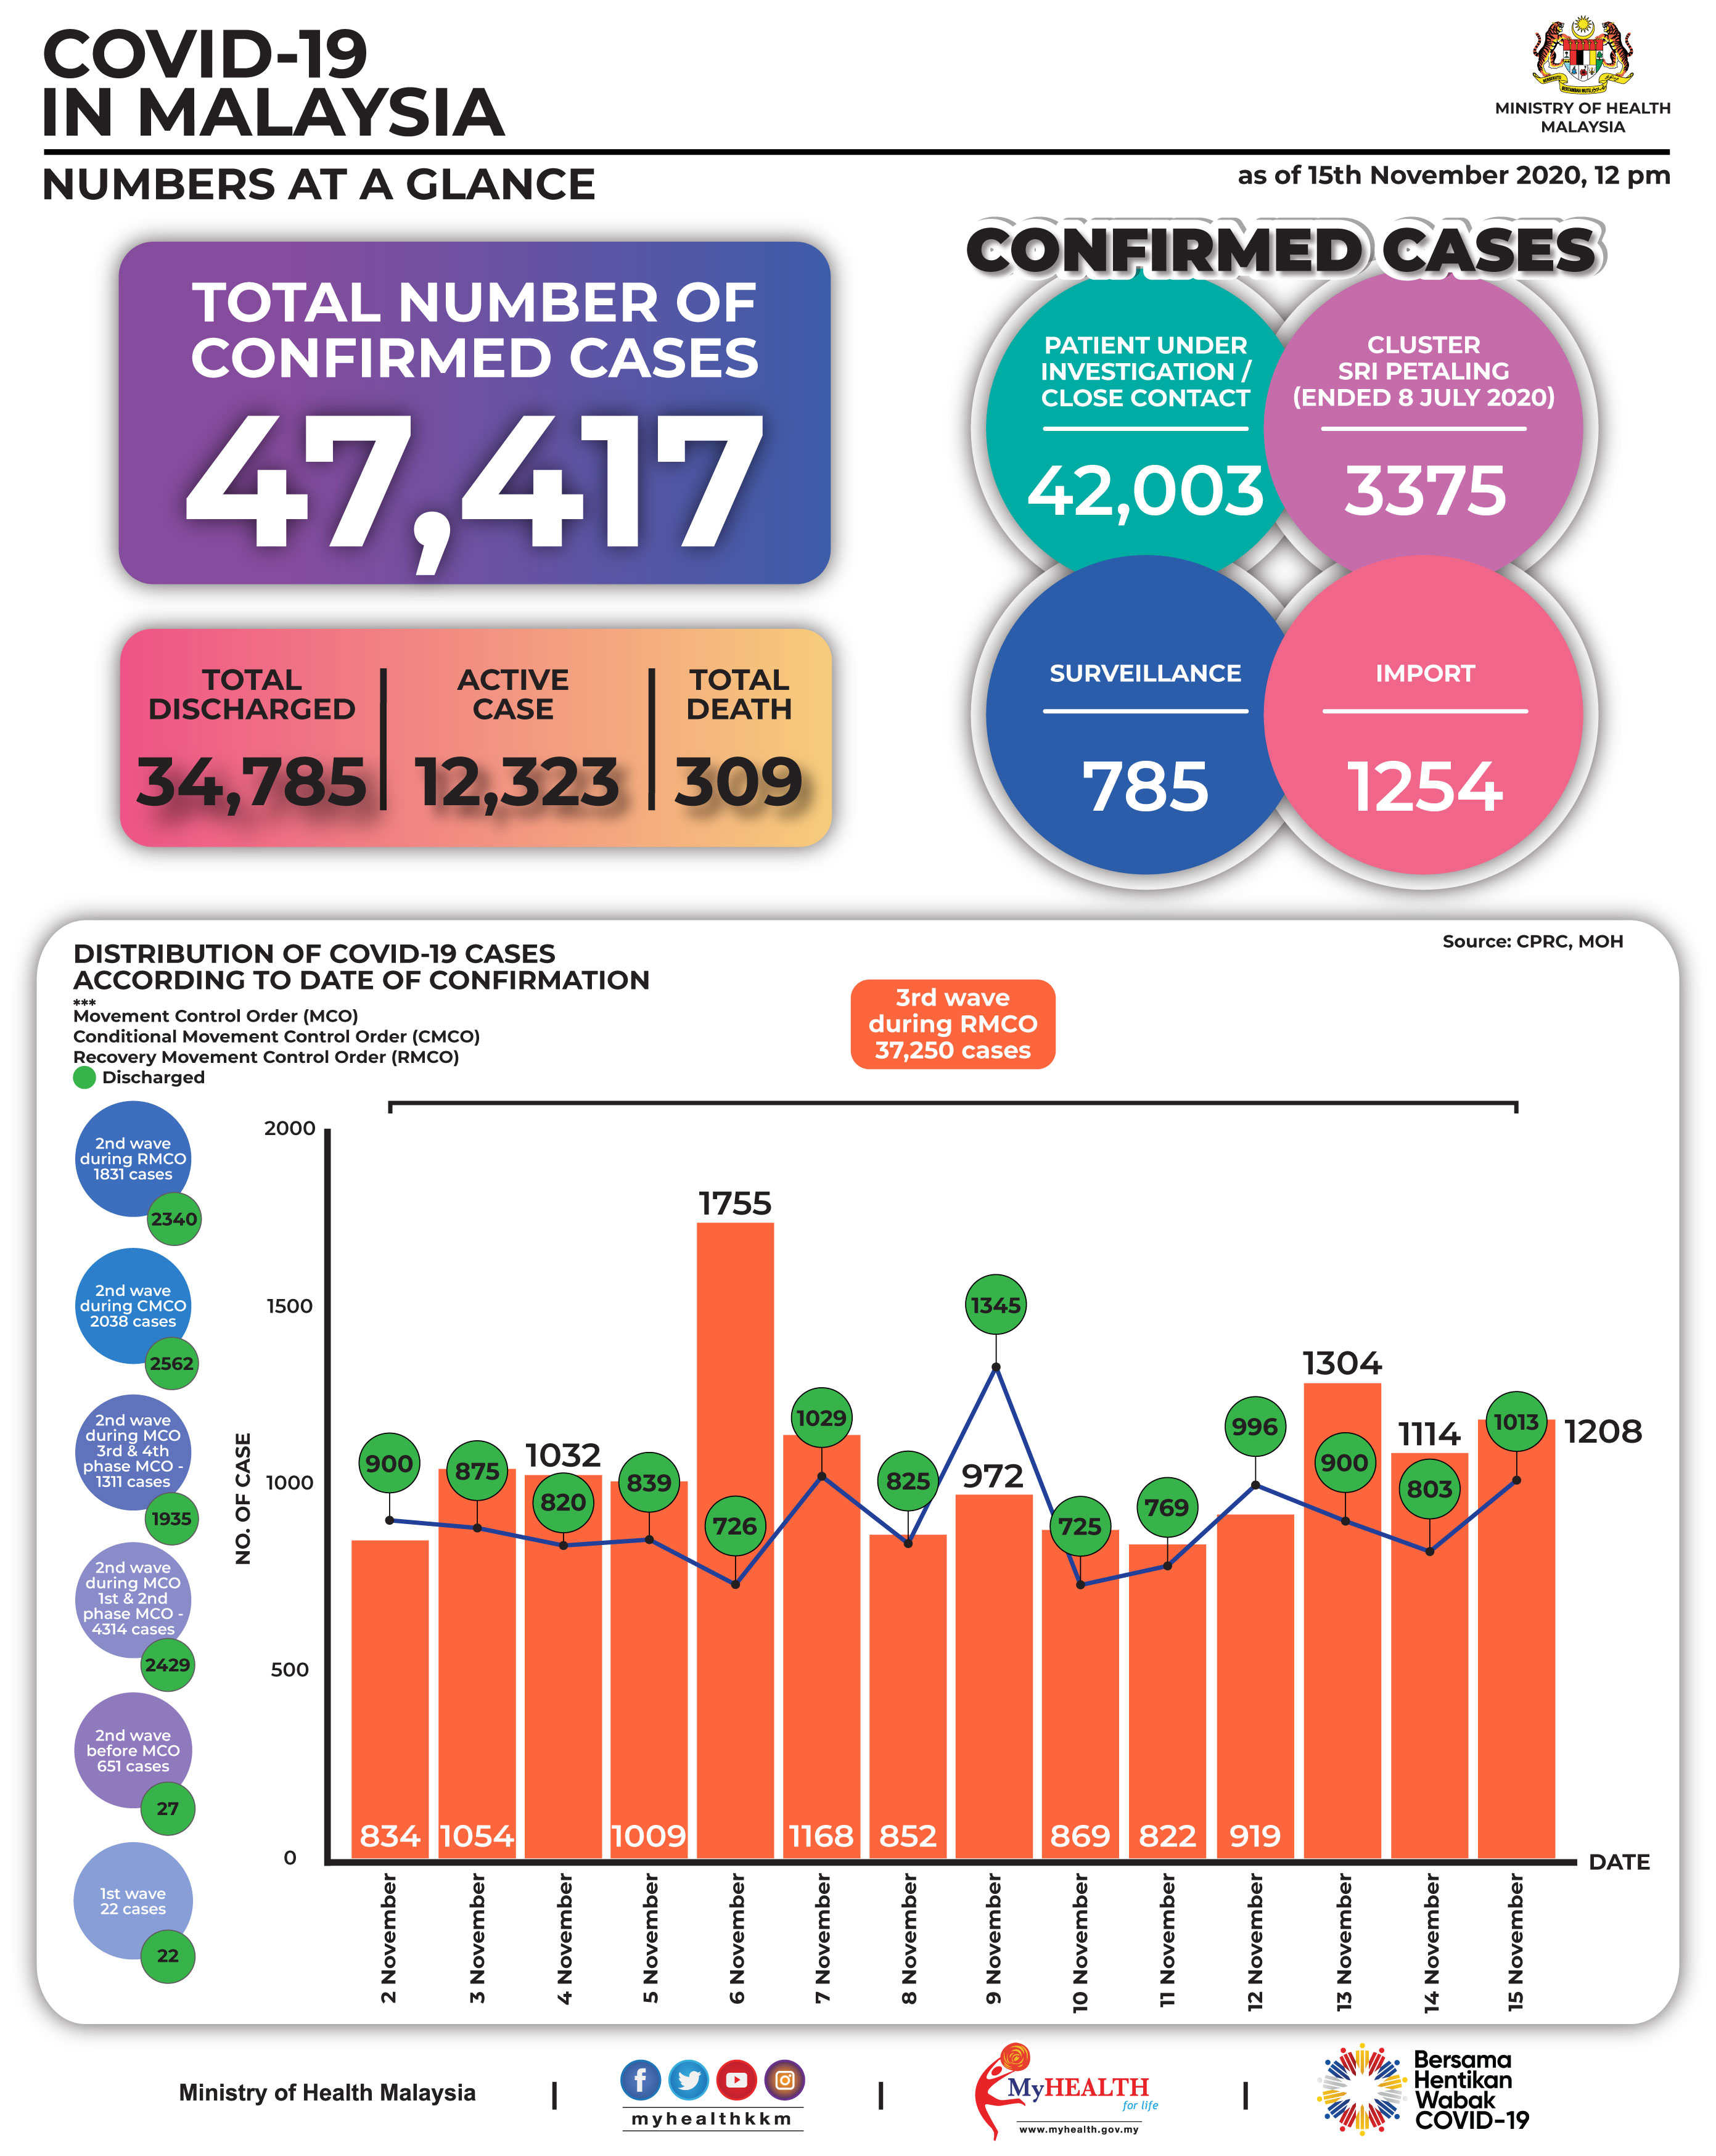 COVID-19
IN MALAYSIA
MINISTRY OF HEALTH
MALAYSIA
NUMBERS AT A GLANCE
as of 15th November 2020, 12 pm
TOTAL NUMBER OF
CONFIRMED CASES
47,417
TOTAL
DISCHARGED
34,785
ACTIVE
CASE
12,323
TOTAL
DEATH
309
CONFIRMED CASES
PATIENT UNDER
INVESTIGATION /
CLOSE CONTACT
42,003
CLUSTER
SRI PETALING
(ENDED 8 JULY 2020)
3375
SURVEILLANCE
785
IMPORT
1254
DISTRIBUTION OF COVID-19 CASES
ACCORDING TO DATE OF CONFIRMATION
***
Movement Control Order (MCO)
Conditional Movement Control Order (CMCO)
Recovery Movement Control Order (RMCO)
Discharged
Source: CPRC, MOH
3rd wave
during RMCO
37,250 cases
2nd wave
during RMCO
1831 cases
2340
2nd wave
during CMCO
2038 cases
2562
2nd wave
during MCO
3rd & 4th
phase MCO -
1311 cases
1935
2nd wave
during MCO
1st & 2nd
phase MCO -
4314 cases
2429
2nd wave
before MCO
651 cases
27
1st wave
22 cases
22
NO. OF CASE
2000
1500
1000
500
0
1755
1345
1304
1029
996
1013
1208
1114
900
875
1032
820
839
726
825
972
725
769
900
803
834
1054
1009
1168
852
869
822
919
DATE
2 November
3 November
4 November
5 November
6 November
7 November
8 November
9 November
10 November
11 November
12 November
13 November
14 November
15 November
Ministry of Health Malaysia
myhealthkkm
MyHEALTH
for life
www.myhealth.gov.my
Bersama
Hentikan
Wabak
COVID-19